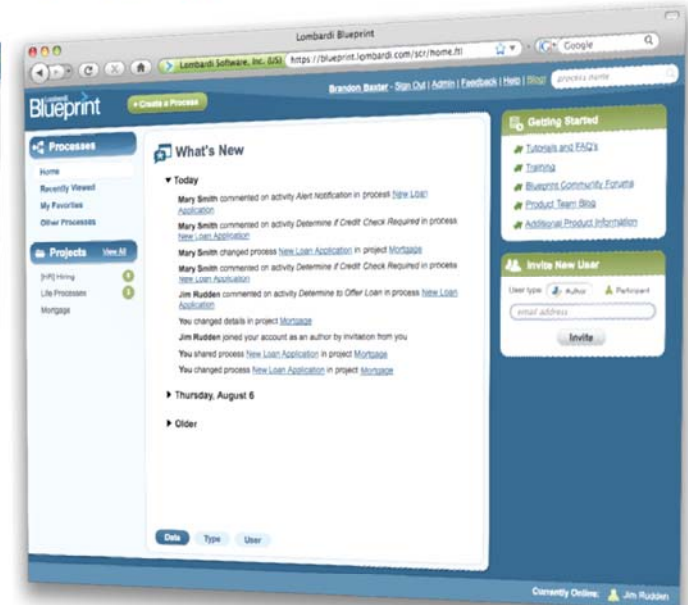 Lombardi Blueprint
Lombardi Software, Inc. (US)
https://blueprint.lombardi.com/scr/home.ftl
Google
Brandon Baxter - Sign Out | Admin | Feedback | Help | Blog
process name
Lombardi
Blueprint
Create a Process
Processes
Home
Recently Viewed
My Favorites
Other Processes
Projects View All
[HR] Hiring
Life Processes
Mortgage
What's New
Today
Mary Smith commented on activity Alert Notification in process New Loan
Application
Mary Smith commented on activity Determine if Credit Check Required in process
New Loan Application
Mary Smith changed process New Loan Application in project Mortgage
Mary Smith commented on activity Determine if Credit Check Required in process
New Loan Application
Jim Rudden commented on activity Determine to Offer Loan in process New Loan
Application
You changed details in project Mortgage
Jim Rudden joined your account as an author by invitation from you
You shared process New Loan Application in project Mortgage
You changed process New Loan Application in project Mortgage
Thursday, August 6
Older
Date Type User
Getting Started
Tutorials and FAQ's
Training
Blueprint Community Forums
Product Team Blog
Additional Product Information
Invite New User
User type: Author Participant
email address
Invite
Currently Online: Jim Rudden